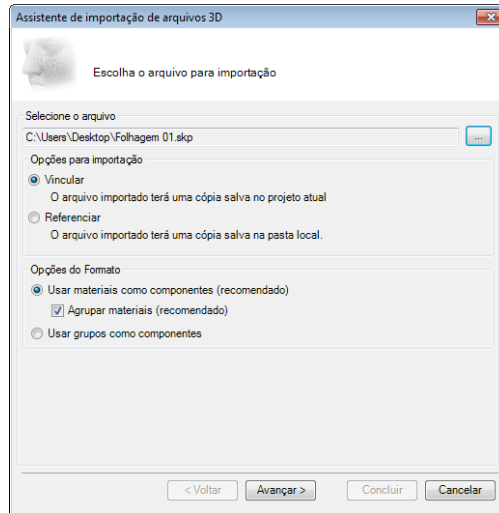 Assistente de importação de arquivos 3D
Escolha o arquivo para importação
Selecione o arquivo
C:\Users\Desktop\Folhagem 01.skp
...
Opções para importação
Vincular
O arquivo importado terá uma cópia salva no projeto atual
Referenciar
O arquivo importado terá uma cópia salva na pasta local.
Opções do Formato
Usar materiais como componentes (recomendado)
Agrupar materiais (recomendado)
Usar grupos como componentes
< Voltar Avançar > Concluir Cancelar